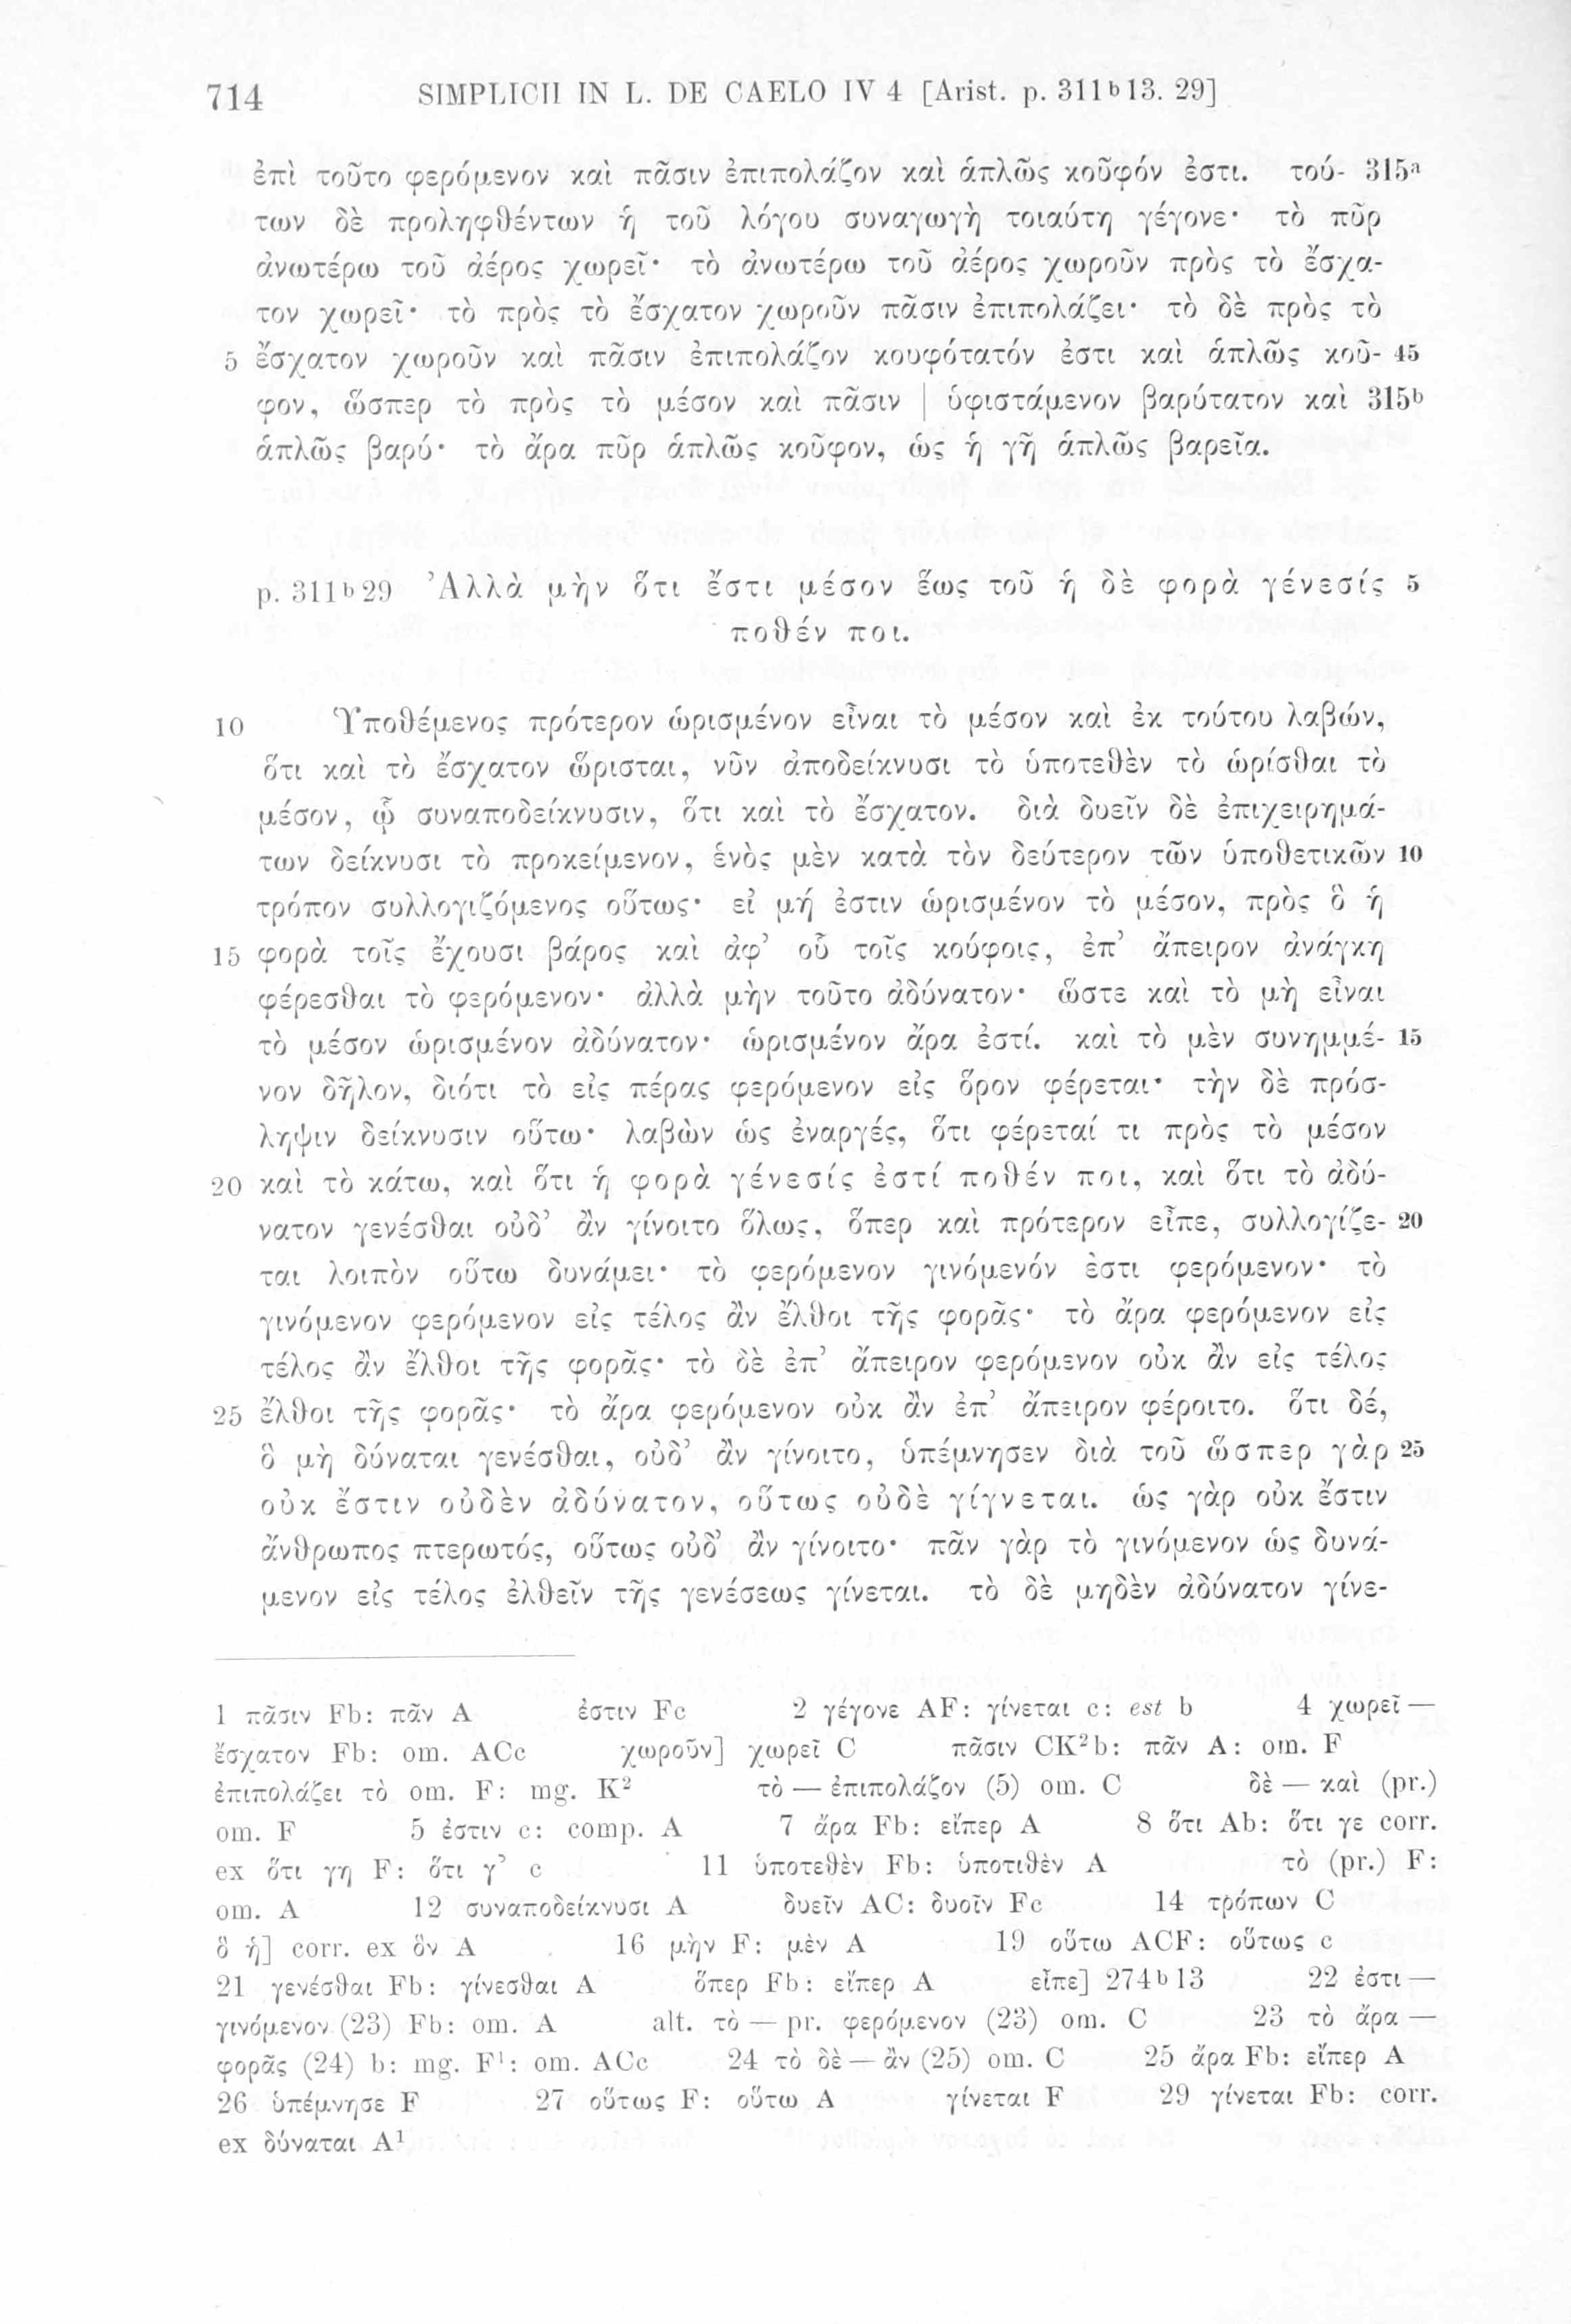 714 SIMPLICII IN L. DE CAELO IV 4 [Arist. p. 311b13. 29]
ἐπὶ τοῦτο φερόμενον καὶ πᾶσιν ἐπιπολάζον καὶ ἁπλῶς κοῦφόν ἐστι. τού- 315a
των δὲ προληφθέντων ἡ τοῦ λόγου συναγωγὴ τοιαύτη γέγονε· τὸ πῦρ
ἀνωτέρω τοῦ ἀέρος χωρεῖ· τὸ ἀνωτέρω τοῦ ἀέρος χωροῦν πρὸς τὸ ἔσχα-
τον χωρεῖ· τὸ πρὸς τὸ ἔσχατον χωροῦν πᾶσιν ἐπιπολάζει· τὸ δὲ πρὸς τὸ
5 ἔσχατον χωροῦν καὶ πᾶσιν ἐπιπολάζον κουφότατόν ἐστι καὶ ἁπλῶς κοῦ- 45
φον, ὥσπερ τὸ πρὸς τὸ μέσον καὶ πᾶσιν | ὑφιστάμενον βαρύτατον καὶ 315b
ἁπλῶς βαρύ· τὸ ἄρα πῦρ ἁπλῶς κοῦφον, ὡς ἡ γῆ ἁπλῶς βαρεῖα.
p. 311b29 Ἀλλὰ μὴν ὅτι ἔστι μέσον ἕως τοῦ ἡ δὲ φορὰ γένεσίς 5
ποθέν ποι.
10 Ὑποθέμενος πρότερον ὡρισμένον εἶναι τὸ μέσον καὶ ἐκ τούτου λαβών,
ὅτι καὶ τὸ ἔσχατον ὥρισται, νῦν ἀποδείκνυσι τὸ ὑποτεθὲν τὸ ὡρίσθαι τὸ
μέσον, ᾧ συναποδείκνυσιν, ὅτι καὶ τὸ ἔσχατον. διὰ δυεῖν δὲ ἐπιχειρημά-
των δείκνυσι τὸ προκείμενον, ἑνὸς μὲν κατὰ τὸν δεύτερον τῶν ὑποθετικῶν 10
τρόπον συλλογιζόμενος οὕτως· εἰ μή ἐστιν ὡρισμένον τὸ μέσον, πρὸς ὃ ἡ
15 φορὰ τοῖς ἔχουσι βάρος καὶ ἀφ’ οὗ τοῖς κούφοις, ἐπ’ ἄπειρον ἀνάγκη
φέρεσθαι τὸ φερόμενον· ἀλλὰ μὴν τοῦτο ἀδύνατον· ὥστε καὶ τὸ μὴ εἶναι
τὸ μέσον ὡρισμένον ἀδύνατον· ὡρισμένον ἄρα ἐστί. καὶ τὸ μὲν συνημμέ- 15
νον δῆλον, διότι τὸ εἰς πέρας φερόμενον εἰς ὅρον φέρεται· τὴν δὲ πρόσ-
ληψιν δείκνυσιν οὕτω· λαβὼν ὡς ἐναργές, ὅτι φέρεταί τι πρὸς τὸ μέσον
20 καὶ τὸ κάτω, καὶ ὅτι ἡ φορὰ γένεσίς ἐστί ποθέν ποι, καὶ ὅτι τὸ ἀδύ-
νατον γενέσθαι οὐδ’ ἂν γίνοιτο ὅλως, ὅπερ καὶ πρότερον εἶπε, συλλογίζε- 20
ται λοιπὸν οὕτω δυνάμει· τὸ φερόμενον γινόμενόν ἐστι φερόμενον· τὸ
γινόμενον φερόμενον εἰς τέλος ἂν ἔλθοι τῆς φορᾶς· τὸ ἄρα φερόμενον εἰς
τέλος ἂν ἔλθοι τῆς φορᾶς· τὸ δὲ ἐπ’ ἄπειρον φερόμενον οὐκ ἂν εἰς τέλος
25 ἔλθοι τῆς φορᾶς· τὸ ἄρα φερόμενον οὐκ ἂν ἐπ’ ἄπειρον φέροιτο. ὅτι δέ,
ὃ μὴ δύναται γενέσθαι, οὐδ’ ἂν γίνοιτο, ὑπέμνησεν διὰ τοῦ ὥσπερ γὰρ 25
οὐκ ἔστιν οὐδὲν ἀδύνατον, οὕτως οὐδὲ γίγνεται. ὡς γὰρ οὐκ ἔστιν
ἄνθρωπος πτερωτός, οὕτως οὐδ’ ἂν γίνοιτο· πᾶν γὰρ τὸ γινόμενον ὡς δυνά-
μενον εἰς τέλος ἐλθεῖν τῆς γενέσεως γίνεται. τὸ δὲ μηδὲν ἀδύνατον γίνε-
1 πᾶσιν Fb: πᾶν A ἐστιν Fc 2 γέγονε AF: γίνεται c: est b 4 χωρεῖ —
ἔσχατον Fb: om. ACc χωροῦν] χωρεῖ C πᾶσιν CK²b: πᾶν A: om. F
ἐπιπολάζει τὸ om. F: mg. K² τὸ — ἐπιπολάζον (5) om. C δὲ — καὶ (pr.)
om. F 5 ἐστιν c: comp. A 7 ἄρα Fb: εἴπερ A 8 ὅτι Ab: ὅτι γε corr.
ex ὅτι γη F: ὅτι γ’ c 11 ὑποτεθὲν Fb: ὑποτιθὲν A τὸ (pr.) F:
om. A 12 συναποδείκνυσι A δυεῖν AC: δυοῖν Fc 14 τρόπων C
ὃ ἡ] corr. ex ὃν A 16 μὴν F: μὲν A 19 οὕτω ACF: οὕτως c
21 γενέσθαι Fb: γίνεσθαι A ὅπερ Fb: εἴπερ A εἶπε] 274b13 22 ἐστι —
γινόμενον (23) Fb: om. A alt. τὸ — pr. φερόμενον (23) om. C 23 τὸ ἄρα —
φορᾶς (24) b: mg. F¹: om. ACc 24 τὸ δὲ — ἂν (25) om. C 25 ἄρα Fb: εἴπερ A
26 ὑπέμνησε F 27 οὕτως F: οὕτω A γίνεται F 29 γίνεται Fb: corr.
ex δύναται A¹